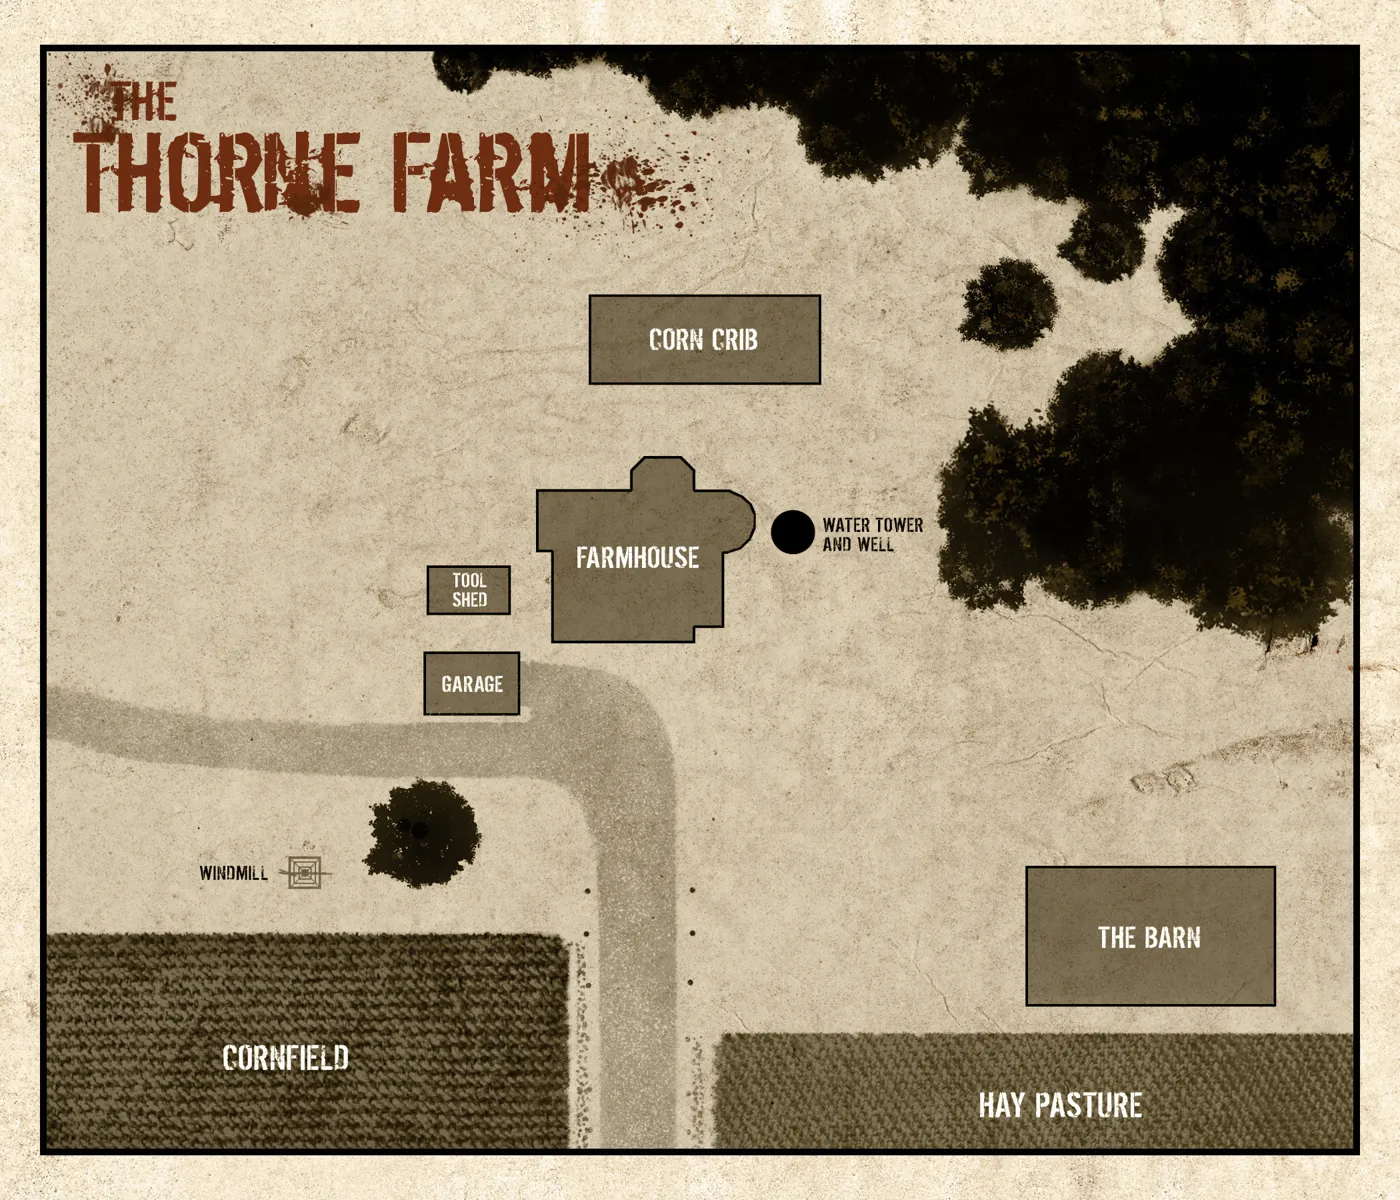 THE
THORNE FARM
CORN CRIB
WATER TOWER
AND WELL
FARMHOUSE
TOOL
SHED
GARAGE
WINDMILL
THE BARN
CORNFIELD
HAY PASTURE